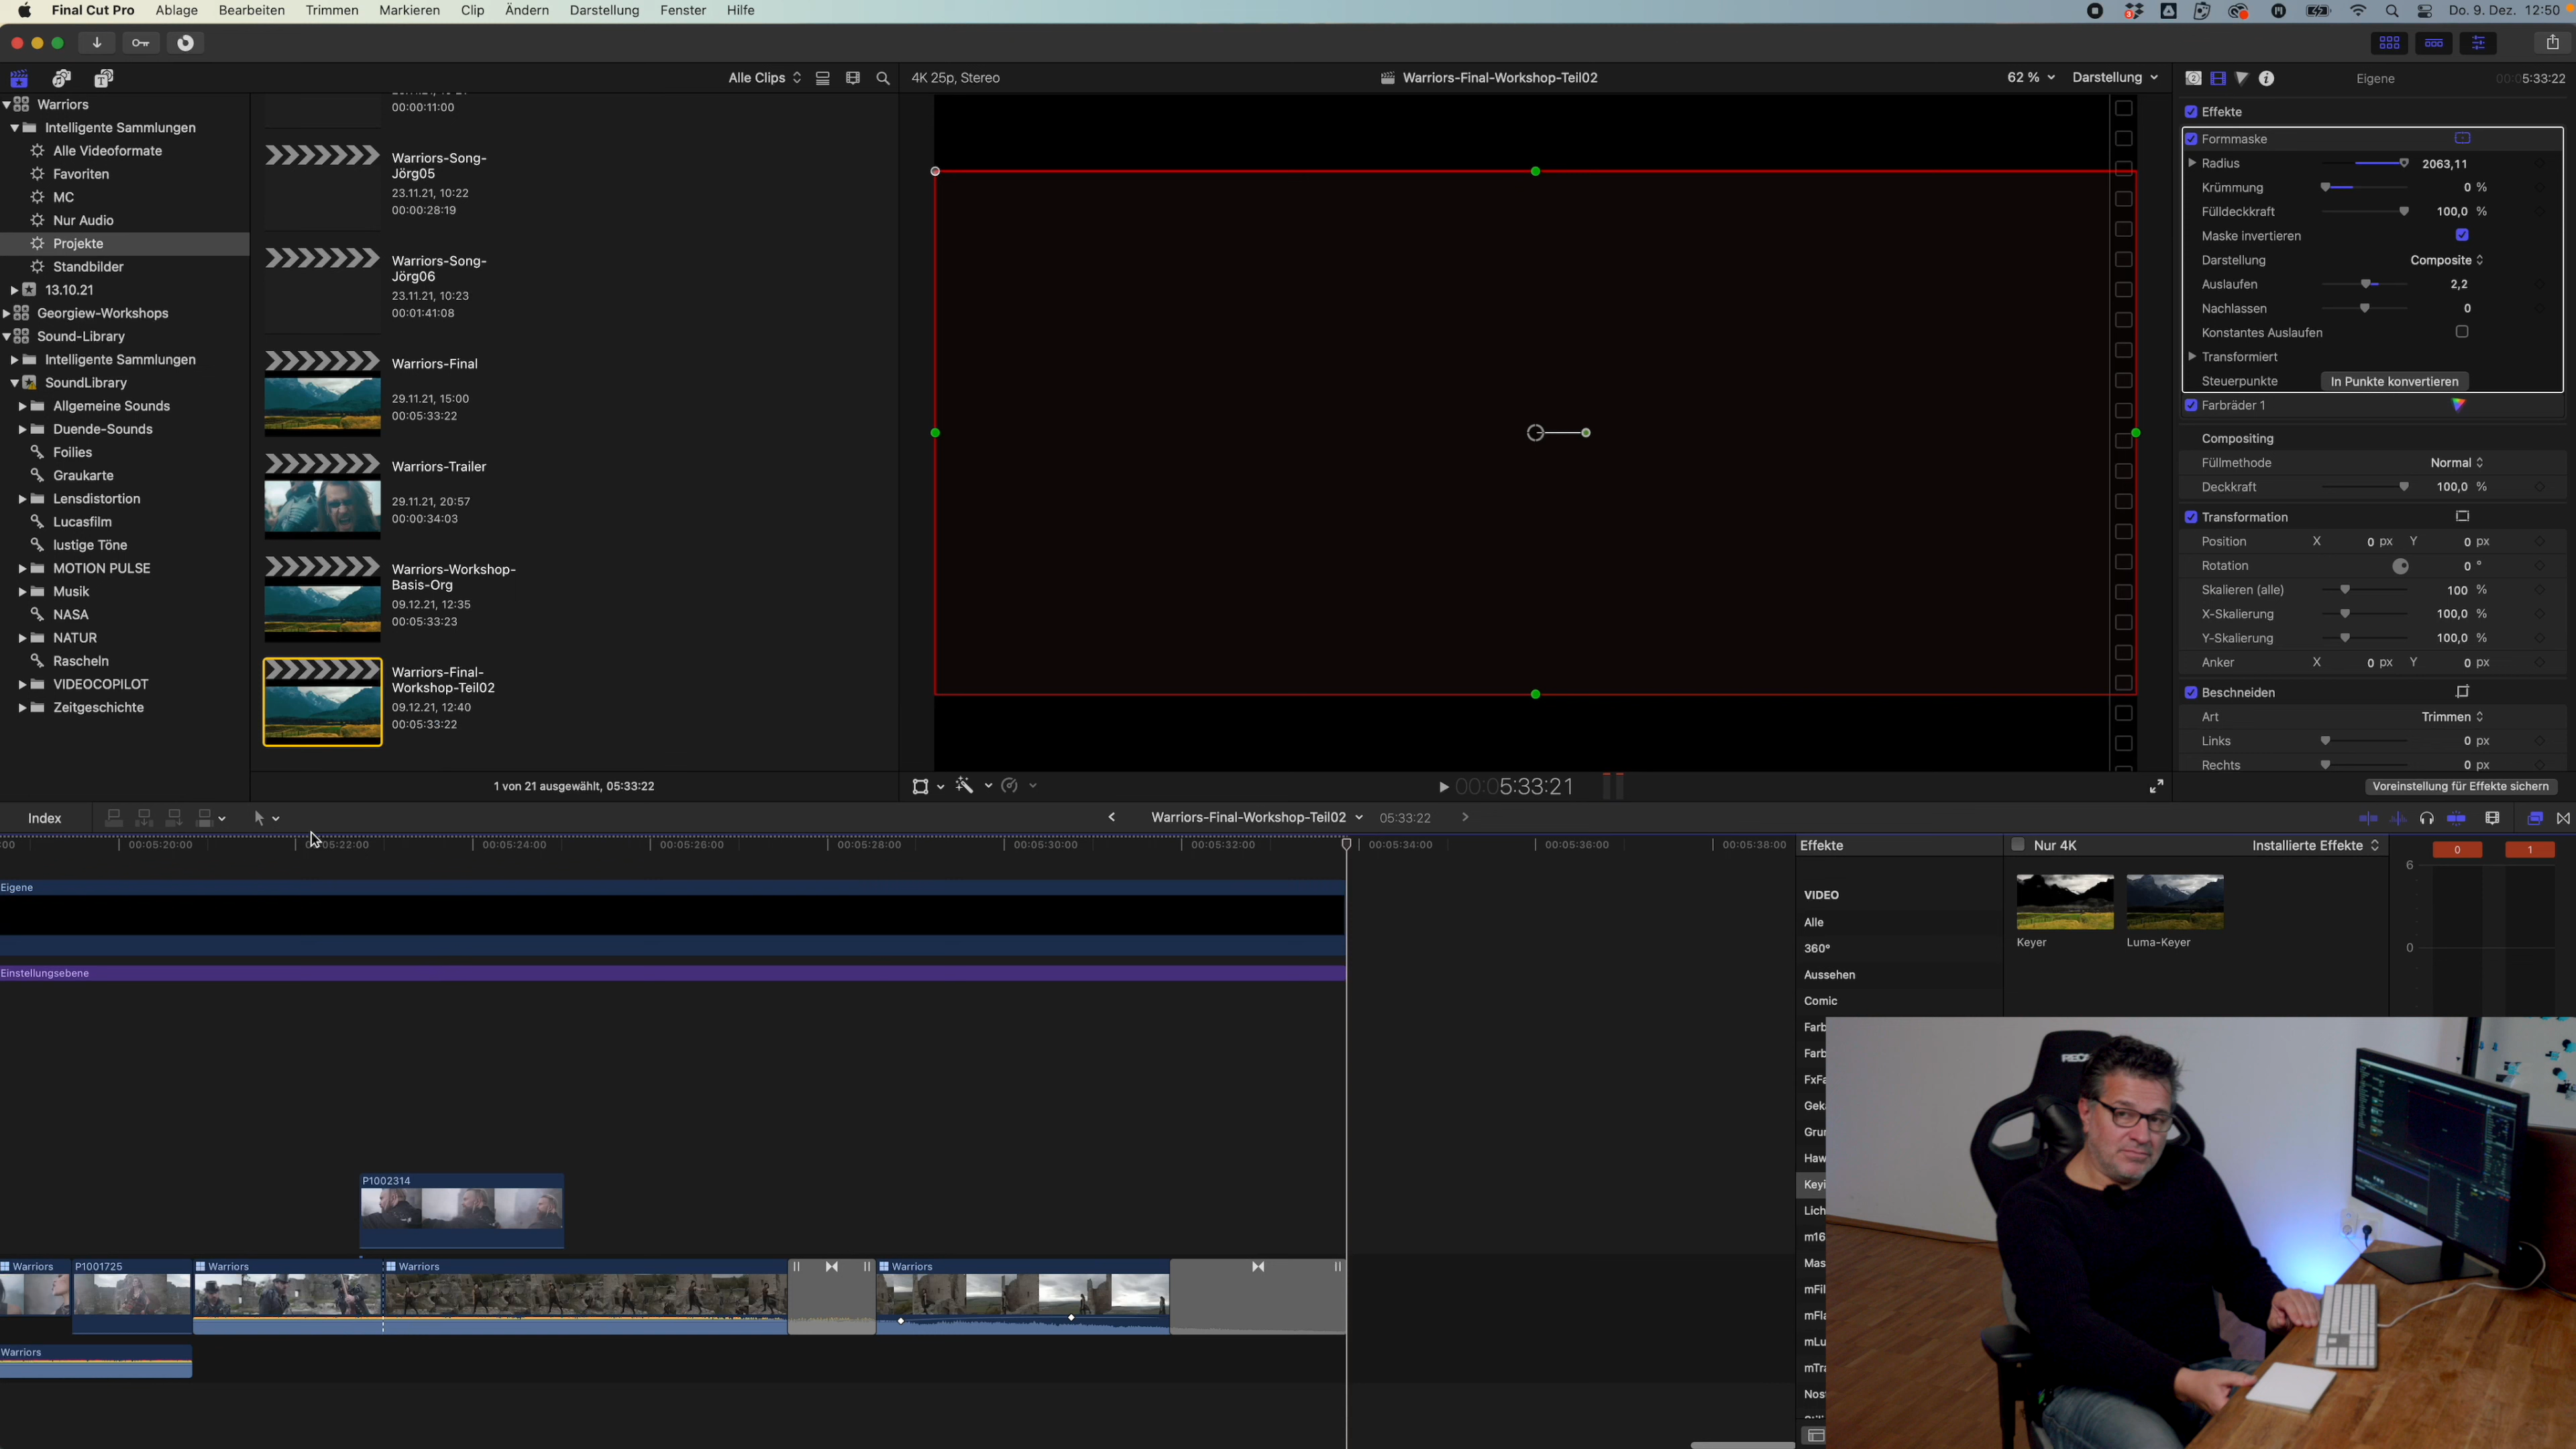 Final Cut Pro Ablage Bearbeiten Trimmen Markieren Clip Ändern Darstellung Fenster Hilfe
Do. 9. Dez. 12:50
Alle Clips
4K 25p, Stereo
Warriors-Final-Workshop-Teil02
62 %
Darstellung
Eigene
00:05:33:22
Warriors
Intelligente Sammlungen
Alle Videoformate
Favoriten
MC
Nur Audio
Projekte
Standbilder
13.10.21
Georgiew-Workshops
Sound-Library
Intelligente Sammlungen
SoundLibrary
Allgemeine Sounds
Duende-Sounds
Foilies
Graukarte
Lensdistortion
Lucasfilm
lustige Töne
MOTION PULSE
Musik
NASA
NATUR
Rascheln
VIDEOCOPILOT
Zeitgeschichte
00:00:11:00
Warriors-Song-
Jörg05
23.11.21, 10:22
00:00:28:19
Warriors-Song-
Jörg06
23.11.21, 10:23
00:01:41:08
Warriors-Final
29.11.21, 15:00
00:05:33:22
Warriors-Trailer
29.11.21, 20:57
00:00:34:03
Warriors-Workshop-
Basis-Org
09.12.21, 12:35
00:05:33:23
Warriors-Final-
Workshop-Teil02
09.12.21, 12:40
00:05:33:22
1 von 21 ausgewählt, 05:33:22
00:05:33:21
Effekte
Formmaske
Radius 2063,11
Krümmung 0 %
Fülldeckkraft 100,0 %
Maske invertieren
Darstellung Composite
Auslaufen 2,2
Nachlassen 0
Konstantes Auslaufen
Transformiert
Steuerpunkte In Punkte konvertieren
Farbräder 1
Compositing
Füllmethode Normal
Deckkraft 100,0 %
Transformation
Position X 0 px Y 0 px
Rotation 0 °
Skalieren (alle) 100 %
X-Skalierung 100,0 %
Y-Skalierung 100,0 %
Anker X 0 px Y 0 px
Beschneiden
Art Trimmen
Links 0 px
Rechts 0 px
Voreinstellung für Effekte sichern
Index
Warriors-Final-Workshop-Teil02 05:33:22
:00 00:05:20:00 00:05:22:00 00:05:24:00 00:05:26:00 00:05:28:00 00:05:30:00 00:05:32:00 00:05:34:00 00:05:36:00 00:05:38:00
Eigene
Einstellungsebene
P1002314
Warriors P1001725 Warriors Warriors Warriors
Warriors
Effekte
Nur 4K
Installierte Effekte
0 1
6
0
VIDEO
Alle
360°
Aussehen
Comic
Farb
Farb
FxFa
Geka
Grun
Haw
Keyi
Lich
m16
Mas
mFil
mFla
mLu
mTra
Nos
Keyer
Luma-Keyer